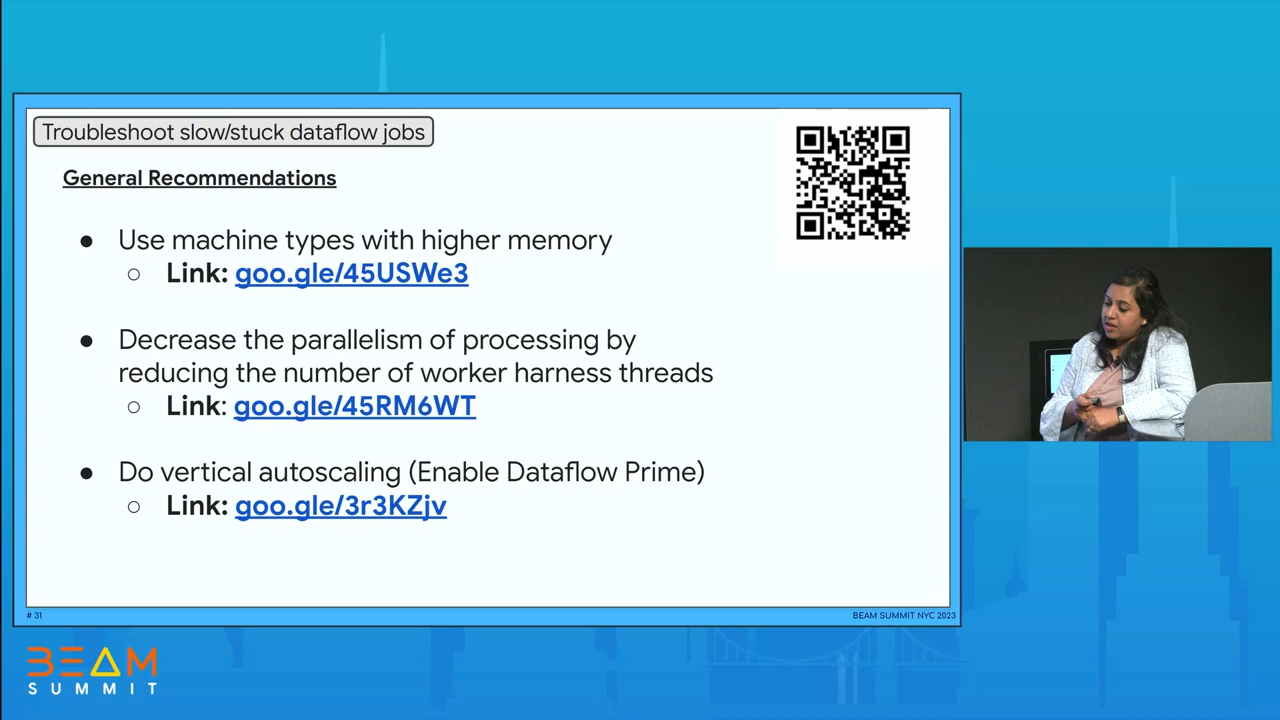 Troubleshoot slow/stuck dataflow jobs
General Recommendations
● Use machine types with higher memory
○ Link: goo.gle/45USWe3
● Decrease the parallelism of processing by
reducing the number of worker harness threads
○ Link: goo.gle/45RM6WT
● Do vertical autoscaling (Enable Dataflow Prime)
○ Link: goo.gle/3r3KZjv
# 31
BEAM SUMMIT NYC 2023
BEAM
SUMMIT